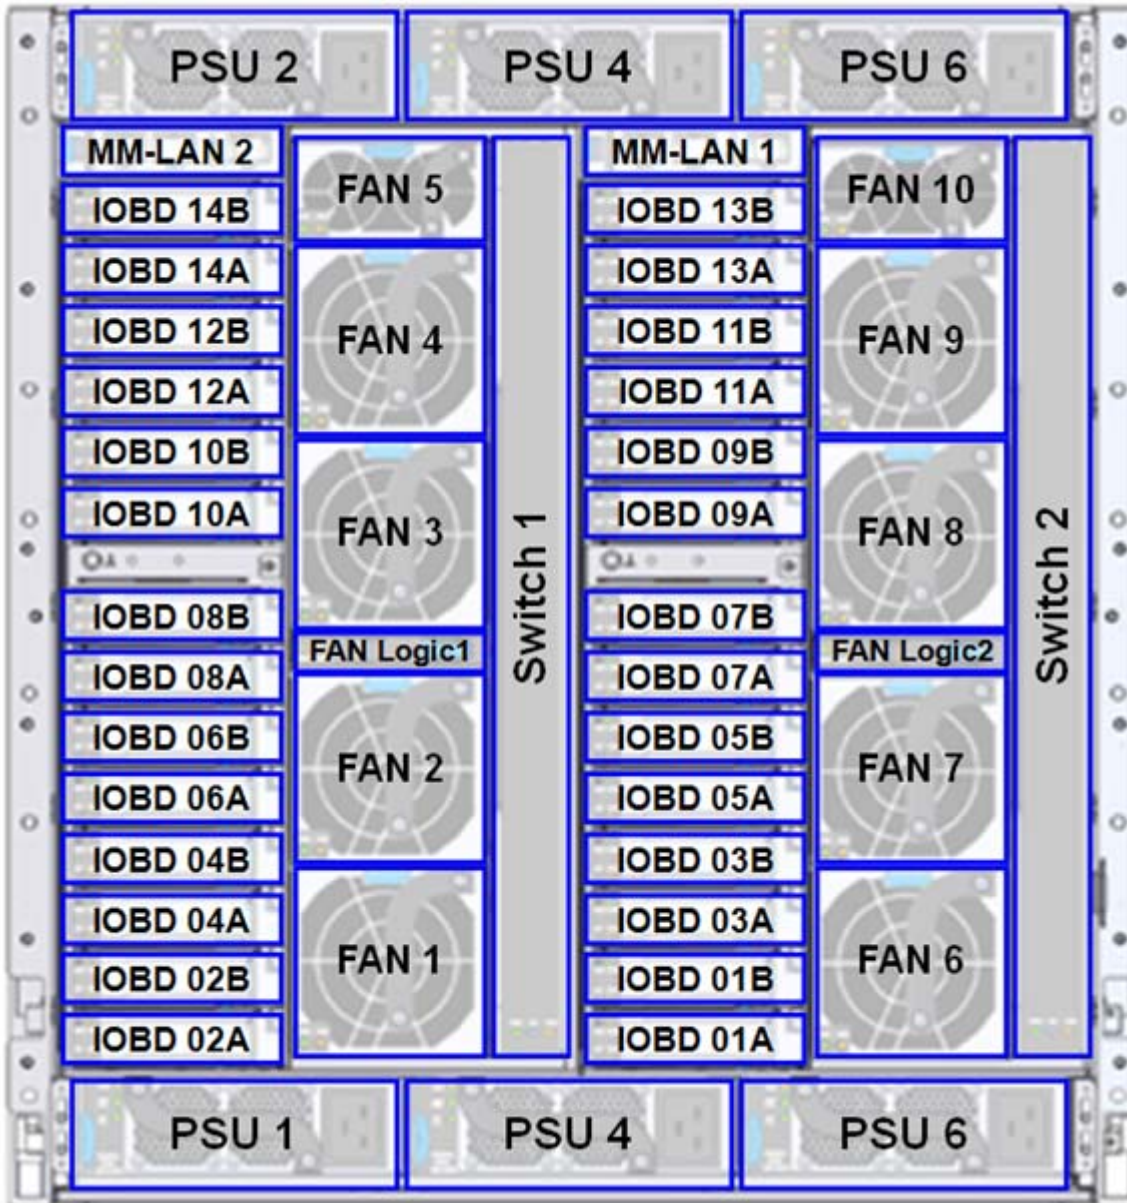 PSU 2 PSU 4 PSU 6
MM-LAN 2
IOBD 14B
IOBD 14A
IOBD 12B
IOBD 12A
IOBD 10B
IOBD 10A
IOBD 08B
IOBD 08A
IOBD 06B
IOBD 06A
IOBD 04B
IOBD 04A
IOBD 02B
IOBD 02A
FAN 5
FAN 4
FAN 3
FAN Logic1
FAN 2
FAN 1
Switch 1
MM-LAN 1
IOBD 13B
IOBD 13A
IOBD 11B
IOBD 11A
IOBD 09B
IOBD 09A
IOBD 07B
IOBD 07A
IOBD 05B
IOBD 05A
IOBD 03B
IOBD 03A
IOBD 01B
IOBD 01A
FAN 10
FAN 9
FAN 8
FAN Logic2
FAN 7
FAN 6
Switch 2
PSU 1 PSU 4 PSU 6